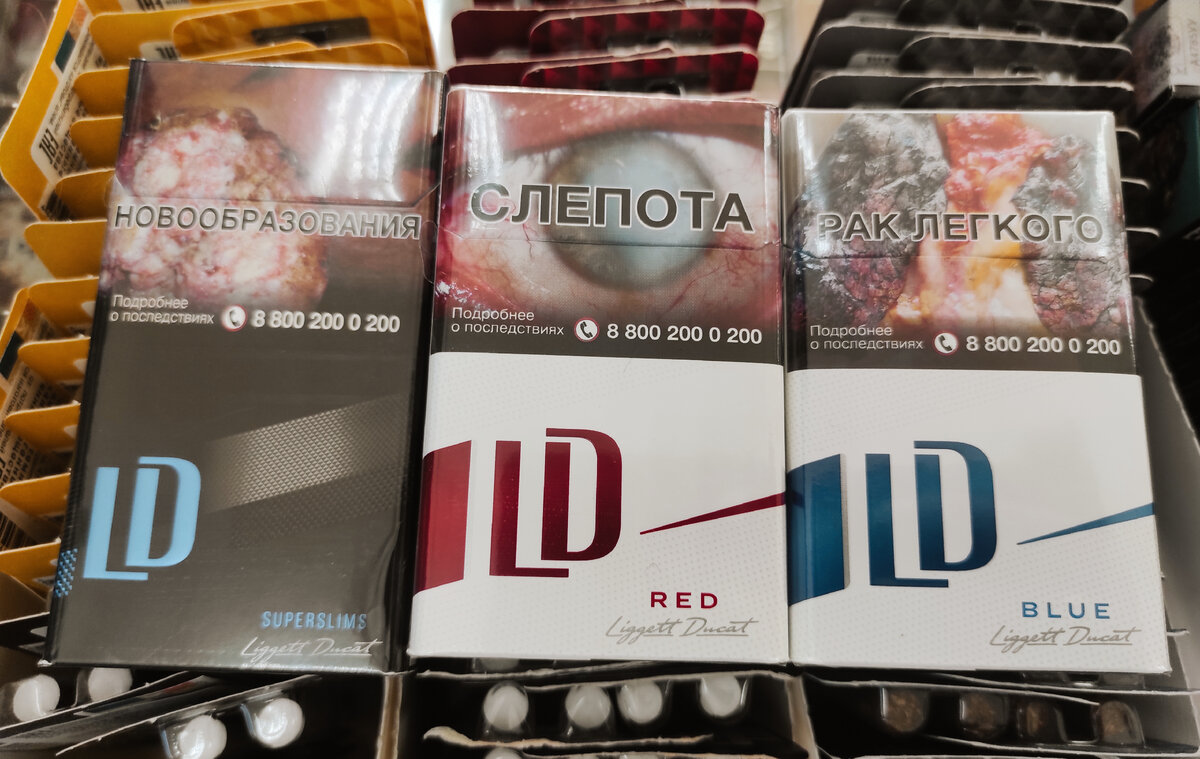 НОВООБРАЗОВАНИЯ
Подробнее
о последствиях 8 800 200 0 200
LD
SUPERSLIMS
Liggett Ducat
СЛЕПОТА
Подробнее
о последствиях 8 800 200 0 200
LD
RED
Liggett Ducat
РАК ЛЕГКОГО
Подробнее
о последствиях 8 800 200 0 200
LD
BLUE
Liggett Ducat